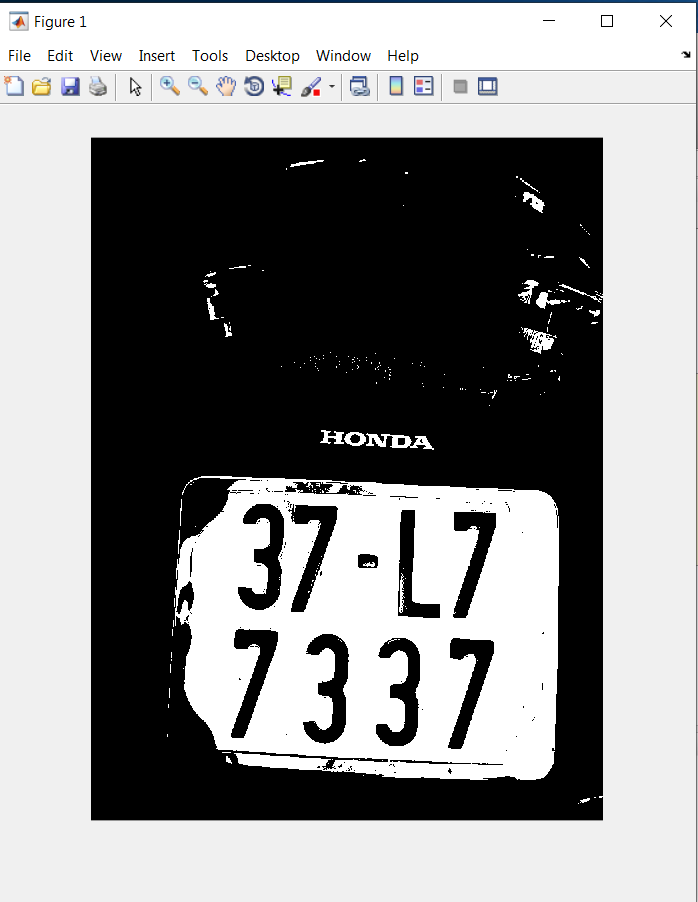 Figure 1
File Edit View Insert Tools Desktop Window Help
HONDA
37-L7
7337